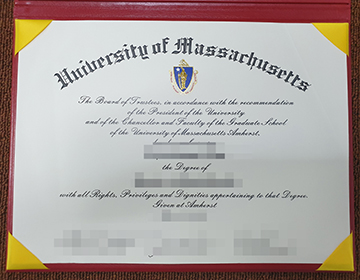 University of Massachusetts
The Board of Trustees, in accordance with the recommendation
of the President of the University
and of the Chancellor and Faculty of the Graduate School
of the University of Massachusetts Amherst,
the Degree of
with all Rights, Privileges and Dignities appertaining to that Degree.
Given at Amherst